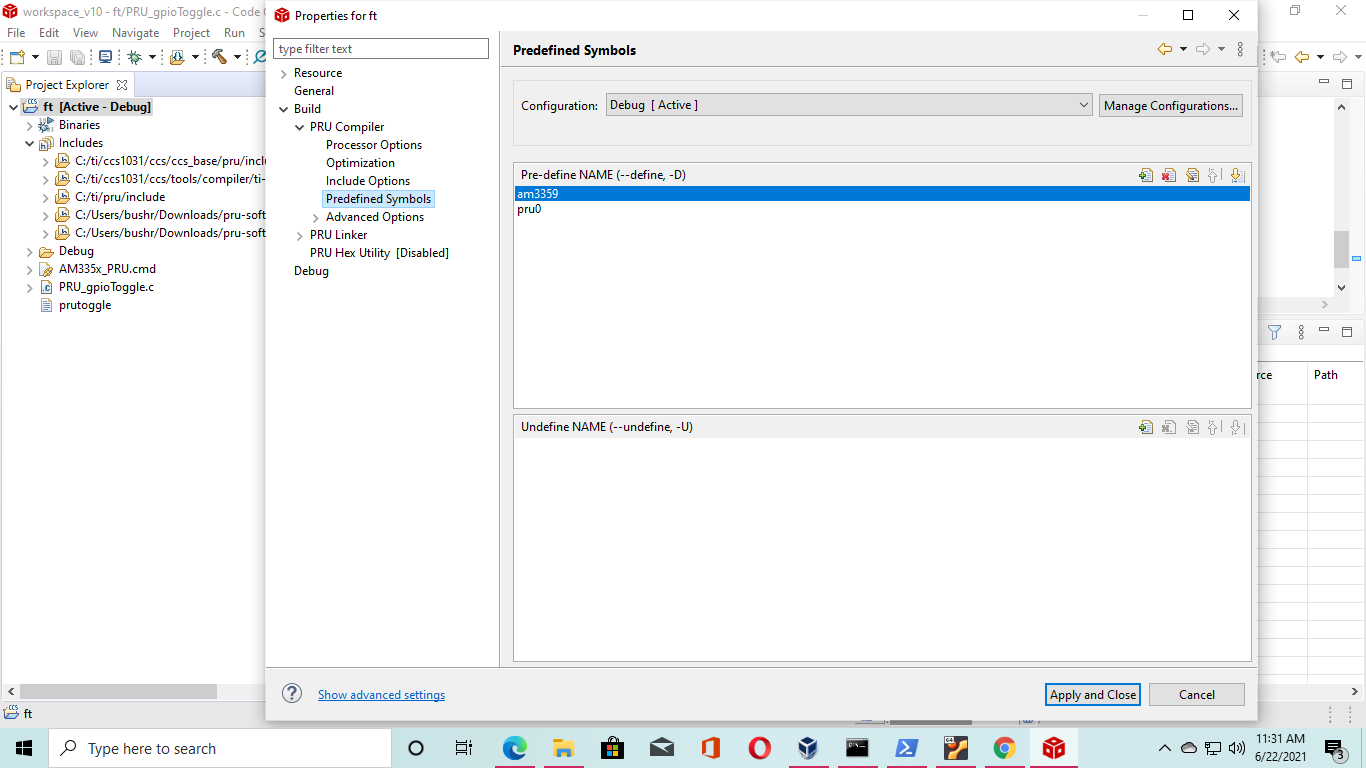 workspace_v10 - ft/PRU_gpioToggle.c - Code
File Edit View Navigate Project Run
Project Explorer
ft [Active - Debug]
Binaries
Includes
C:/ti/ccs1031/ccs/ccs_base/pru/inclu
C:/ti/ccs1031/ccs/tools/compiler/ti-
C:/ti/pru/include
C:/Users/bushr/Downloads/pru-soft
C:/Users/bushr/Downloads/pru-soft
Debug
AM335x_PRU.cmd
PRU_gpioToggle.c
prutoggle
ft
Properties for ft
type filter text
Resource
General
Build
PRU Compiler
Processor Options
Optimization
Include Options
Predefined Symbols
Advanced Options
PRU Linker
PRU Hex Utility [Disabled]
Debug
Predefined Symbols
Configuration: Debug [ Active ] Manage Configurations...
Pre-define NAME (--define, -D)
am3359
pru0
Undefine NAME (--undefine, -U)
Show advanced settings
Apply and Close Cancel
rce Path
Type here to search
11:31 AM
6/22/2021
3